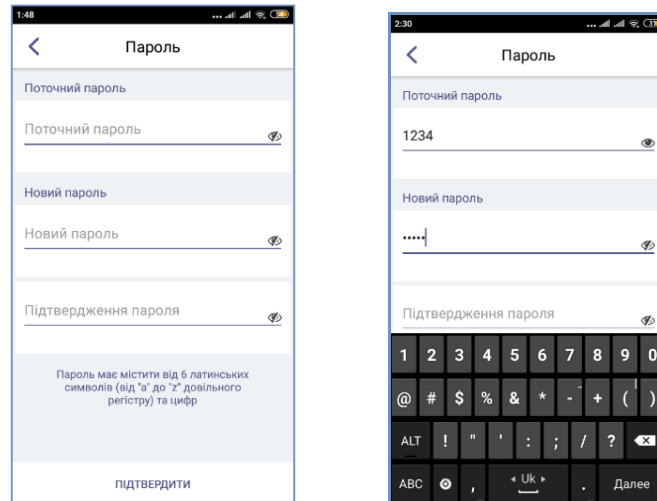 1:48
Пароль
Поточний пароль
Поточний пароль
Новий пароль
Новий пароль
Підтвердження пароля
Пароль має містити від 6 латинських
символів (від "a" до "z" довільного
регістру) та цифр
ПІДТВЕРДИТИ
2:30
Пароль
Поточний пароль
1234
Новий пароль
•••••
Підтвердження пароля
1 2 3 4 5 6 7 8 9 0
@ # $ % & * - + ( )
ALT ! " ' : ; / ?
ABC , Uk . Далее